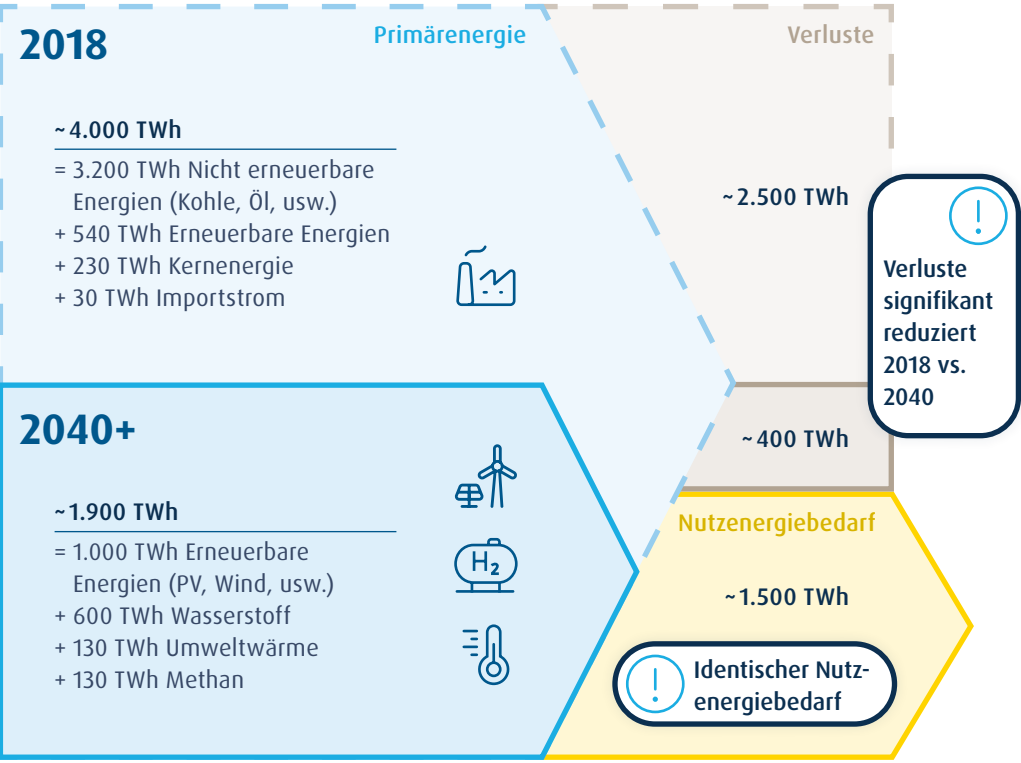 2018
Primärenergie
~4.000 TWh
= 3.200 TWh Nicht erneuerbare
Energien (Kohle, Öl, usw.)
+ 540 TWh Erneuerbare Energien
+ 230 TWh Kernenergie
+ 30 TWh Importstrom
Verluste
~2.500 TWh
Verluste
signifikant
reduziert
2018 vs.
2040
2040+
~1.900 TWh
= 1.000 TWh Erneuerbare
Energien (PV, Wind, usw.)
+ 600 TWh Wasserstoff
+ 130 TWh Umweltwärme
+ 130 TWh Methan
H₂
~400 TWh
Nutzenergiebedarf
~1.500 TWh
Identischer Nutz-
energiebedarf